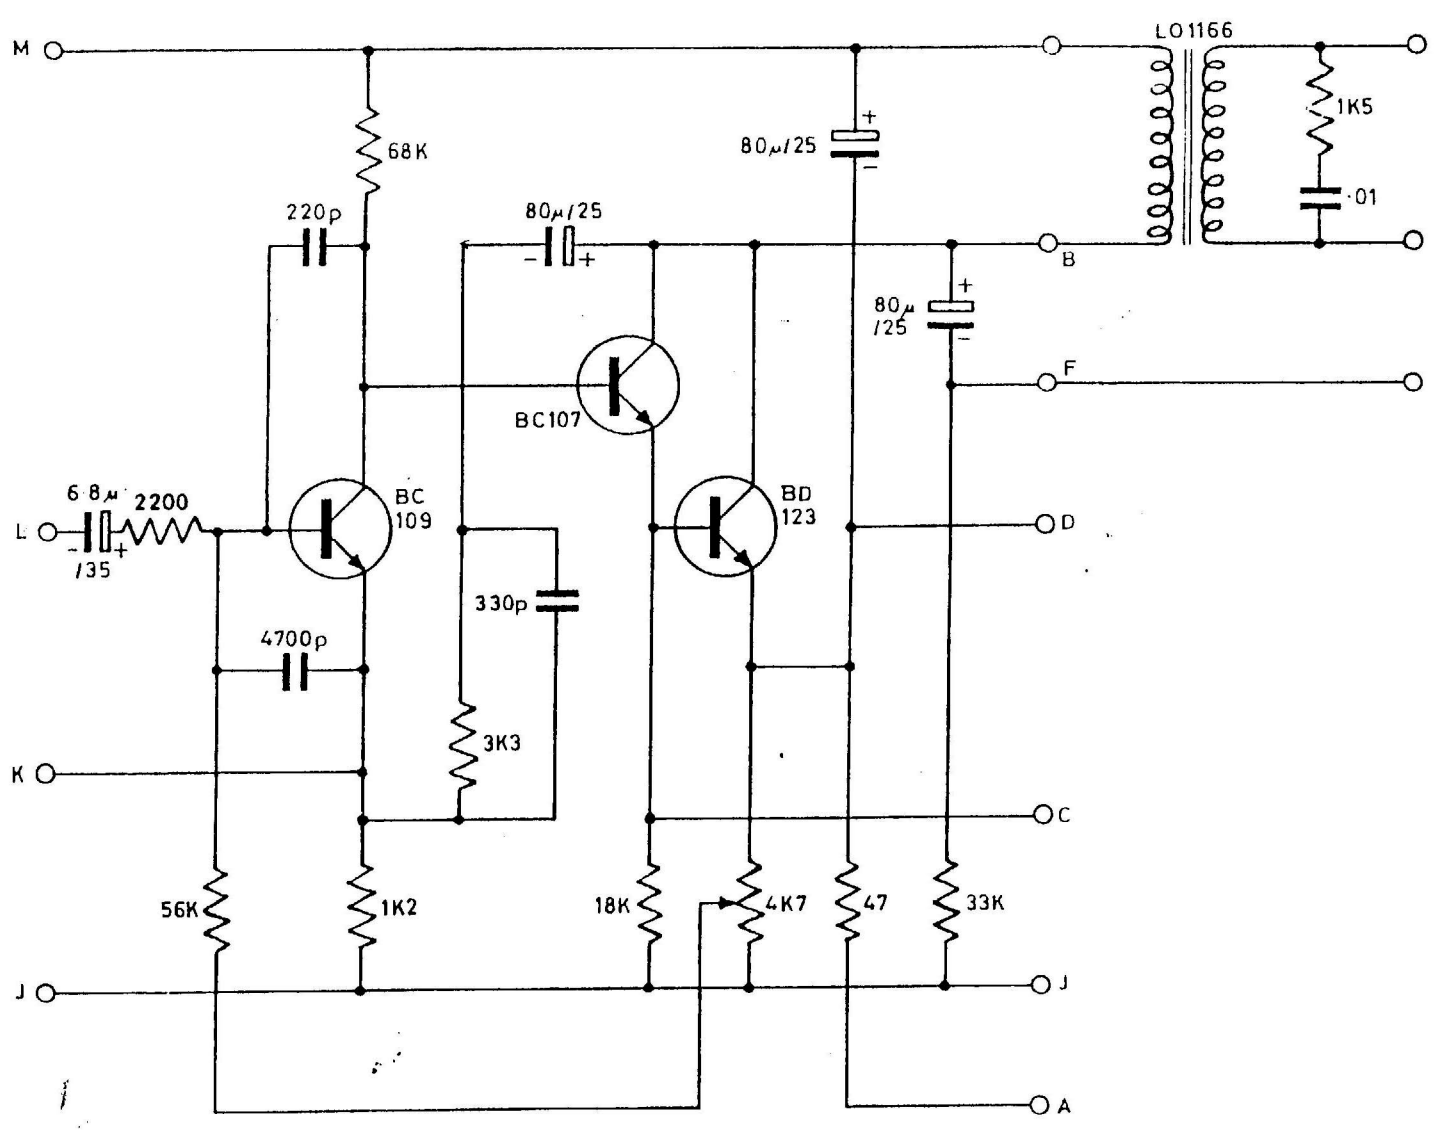 LO1166
M
1K5
80μ/25
+
-
68K
.01
220p
80μ/25
-
+
B
80μ
/25
+
-
F
BC107
6.8μ
2200
BC
109
BD
123
L
-
+
/35
D
330p
4700p
3K3
K
C
56K
1K2
18K
4K7
47
33K
J
J
A